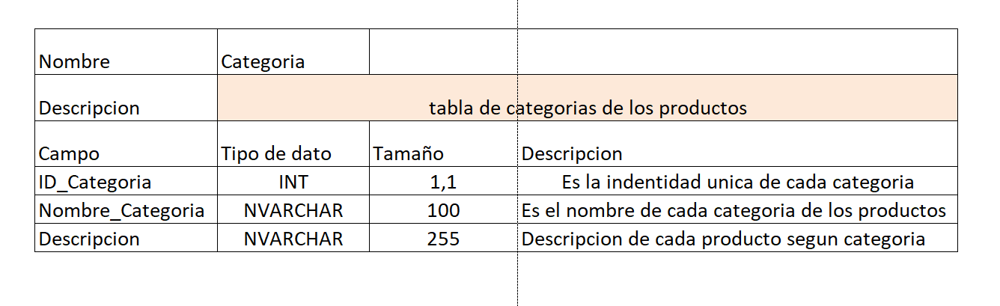 Nombre Categoria
Descripcion tabla de categorias de los productos
Campo Tipo de dato Tamaño Descripcion
ID_Categoria INT 1,1 Es la indentidad unica de cada categoria
Nombre_Categoria NVARCHAR 100 Es el nombre de cada categoria de los productos
Descripcion NVARCHAR 255 Descripcion de cada producto segun categoria